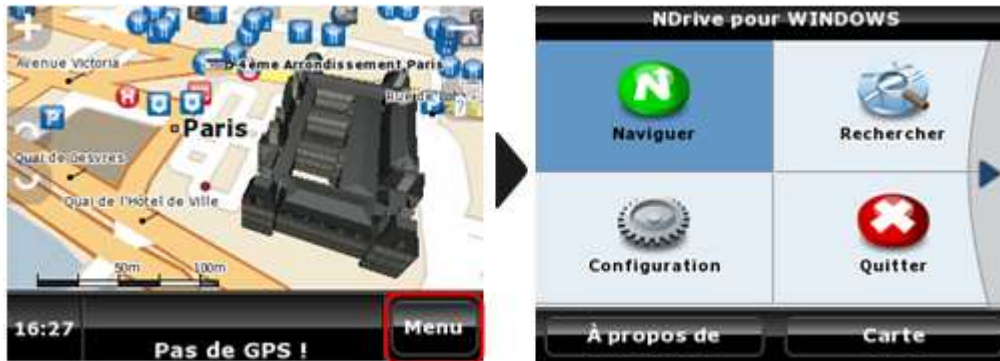 Avenue Victoria
4ème Arrondissement Paris
H
P
Paris
Quai de Gesvres
Quai de l'Hôtel de Ville
50m
100m
16:27
Pas de GPS !
Menu
NDrive pour WINDOWS
N
Naviguer
Rechercher
Configuration
Quitter
À propos de
Carte